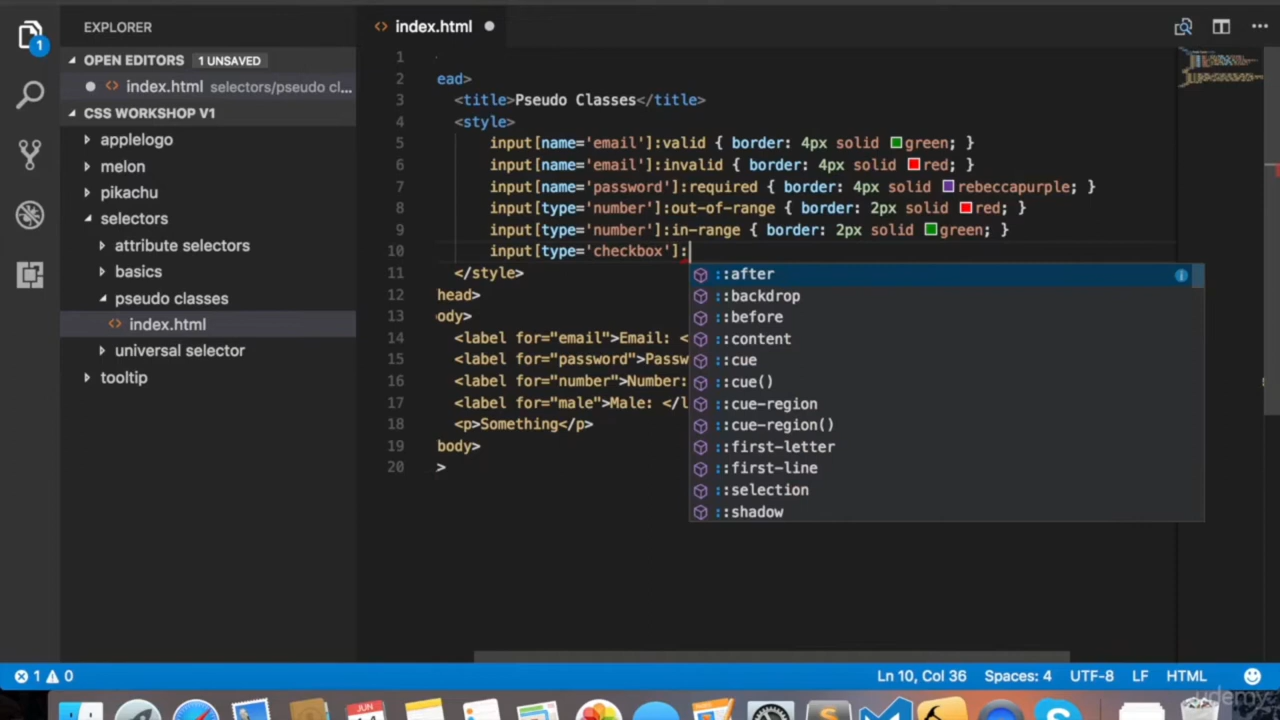 EXPLORER
OPEN EDITORS 1 UNSAVED
index.html selectors/pseudo cl...
CSS WORKSHOP V1
applelogo
melon
pikachu
selectors
attribute selectors
basics
pseudo classes
index.html
universal selector
tooltip
1
index.html
1
2 ead>
3 <title>Pseudo Classes</title>
4 <style>
5 input[name='email']:valid { border: 4px solid green; }
6 input[name='email']:invalid { border: 4px solid red; }
7 input[name='password']:required { border: 4px solid rebeccapurple; }
8 input[type='number']:out-of-range { border: 2px solid red; }
9 input[type='number']:in-range { border: 2px solid green; }
10 input[type='checkbox']:
11 </style>
12 head>
13 ody>
14 <label for="email">Email: <
15 <label for="password">Passw
16 <label for="number">Number:
17 <label for="male">Male: </l
18 <p>Something</p>
19 body>
20 >
::after
::backdrop
::before
::content
::cue
::cue()
::cue-region
::cue-region()
::first-letter
::first-line
::selection
::shadow
1 0 Ln 10, Col 36 Spaces: 4 UTF-8 LF HTML
JUN
udemy